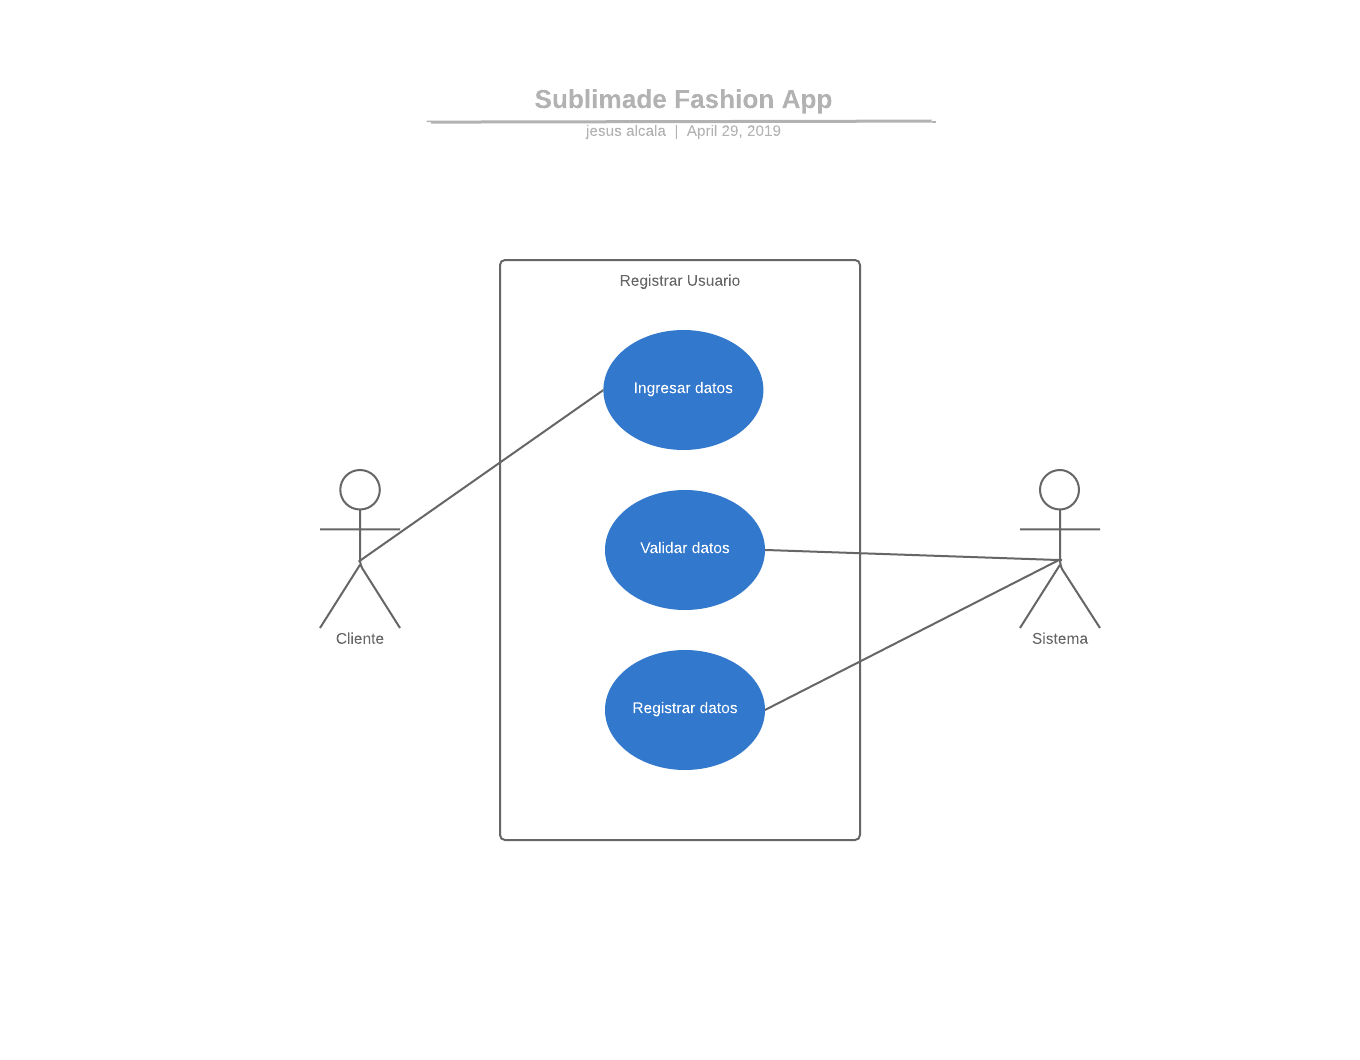 Sublimade Fashion App
jesus alcala | April 29, 2019
Registrar Usuario
Ingresar datos
Validar datos
Registrar datos
Cliente
Sistema